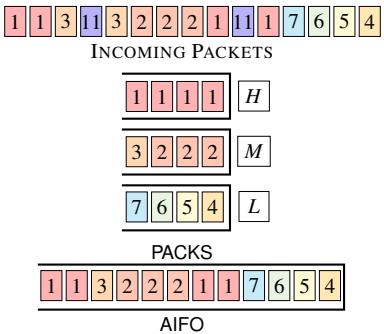 1 1 3 11 3 2 2 2 1 11 1 7 6 5 4
INCOMING PACKETS
1 1 1 1 H
3 2 2 2 M
7 6 5 4 L
PACKS
1 1 3 2 2 2 1 1 7 6 5 4
AIFO